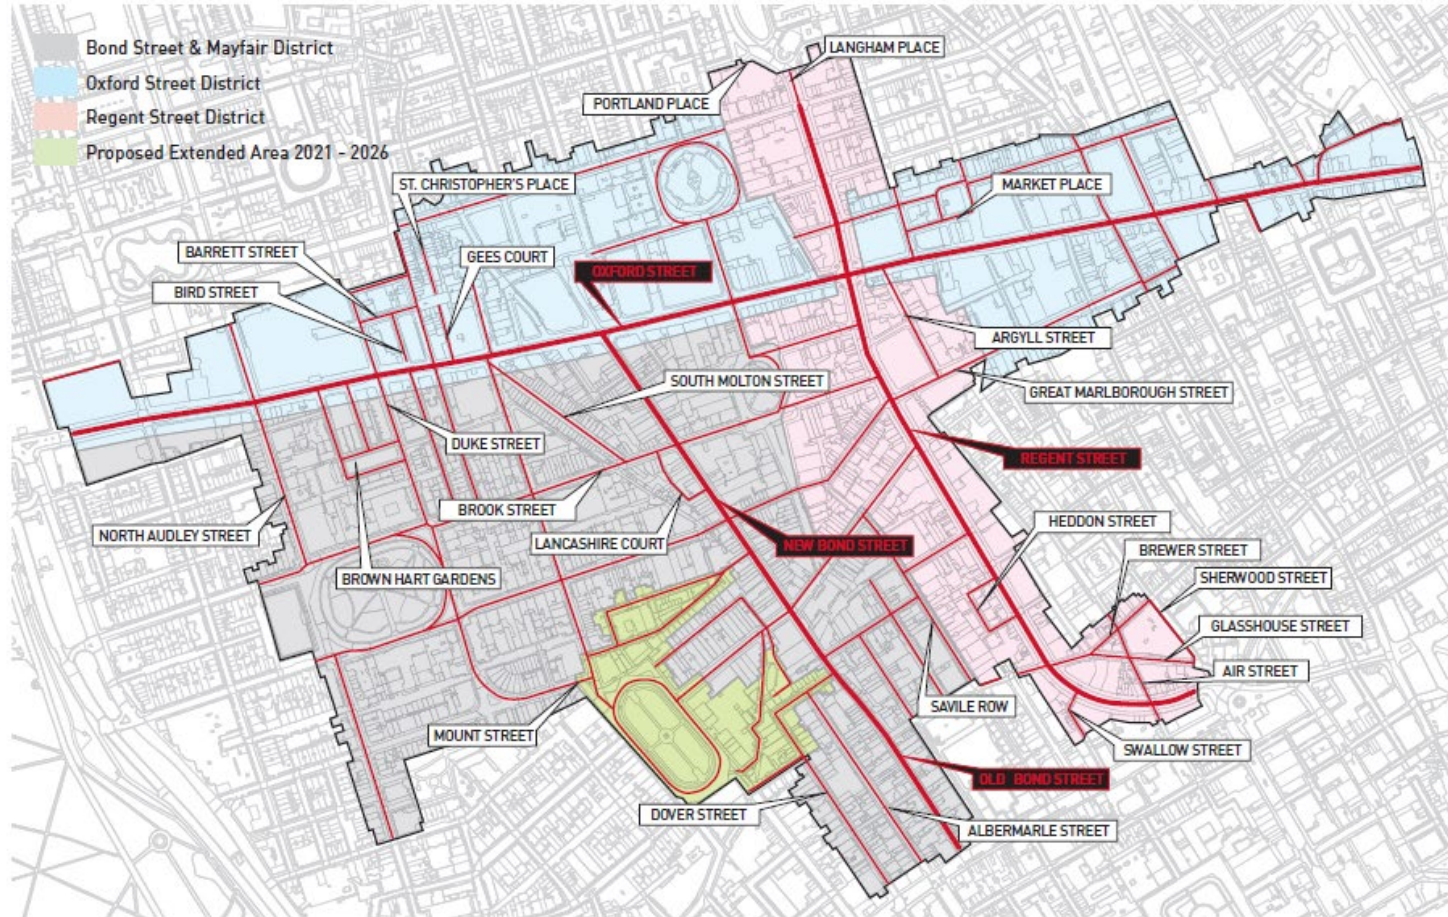 Bond Street & Mayfair District
Oxford Street District
Regent Street District
Proposed Extended Area 2021 - 2026
LANGHAM PLACE
PORTLAND PLACE
ST. CHRISTOPHER'S PLACE
MARKET PLACE
BARRETT STREET
GEES COURT
OXFORD STREET
BIRD STREET
ARGYLL STREET
SOUTH MOLTON STREET
GREAT MARLBOROUGH STREET
DUKE STREET
REGENT STREET
BROOK STREET
NORTH AUDLEY STREET
LANCASHIRE COURT
NEW BOND STREET
HEDDON STREET
BREWER STREET
BROWN HART GARDENS
SHERWOOD STREET
GLASSHOUSE STREET
AIR STREET
SAVILE ROW
MOUNT STREET
SWALLOW STREET
OLD BOND STREET
DOVER STREET
ALBERMARLE STREET